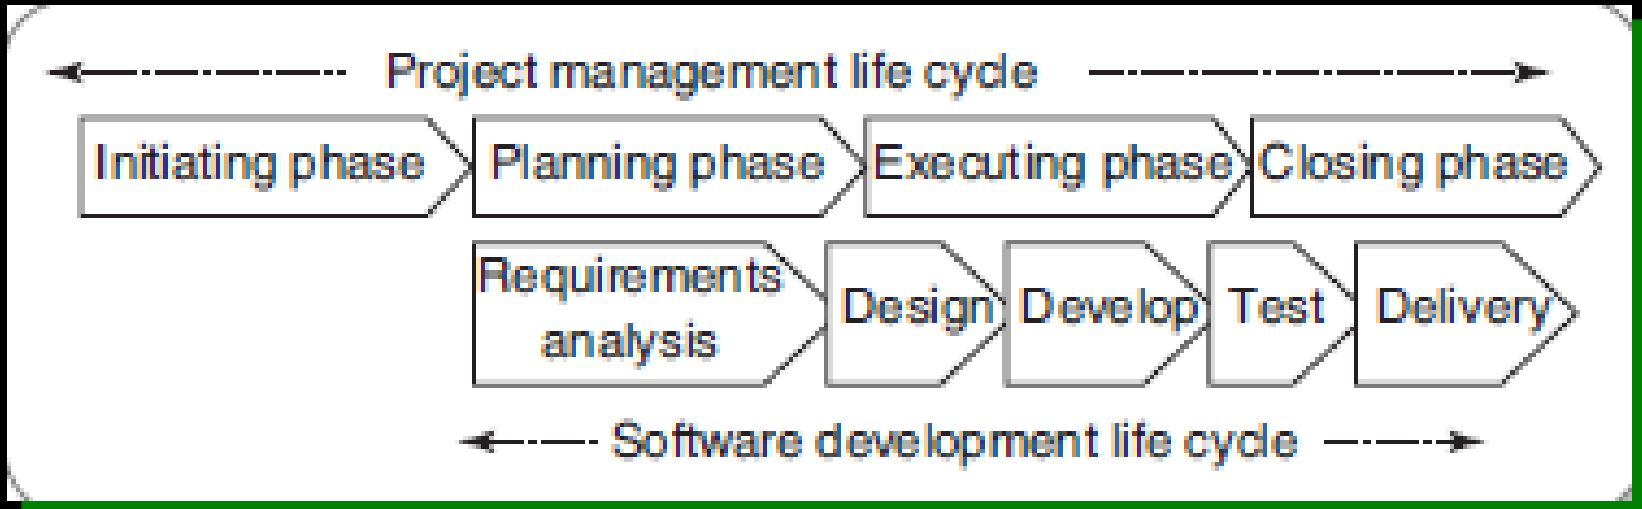 Project management life cycle
Initiating phase
Planning phase
Executing phase
Closing phase
Requirements
analysis
Design
Develop
Test
Delivery
Software development life cycle